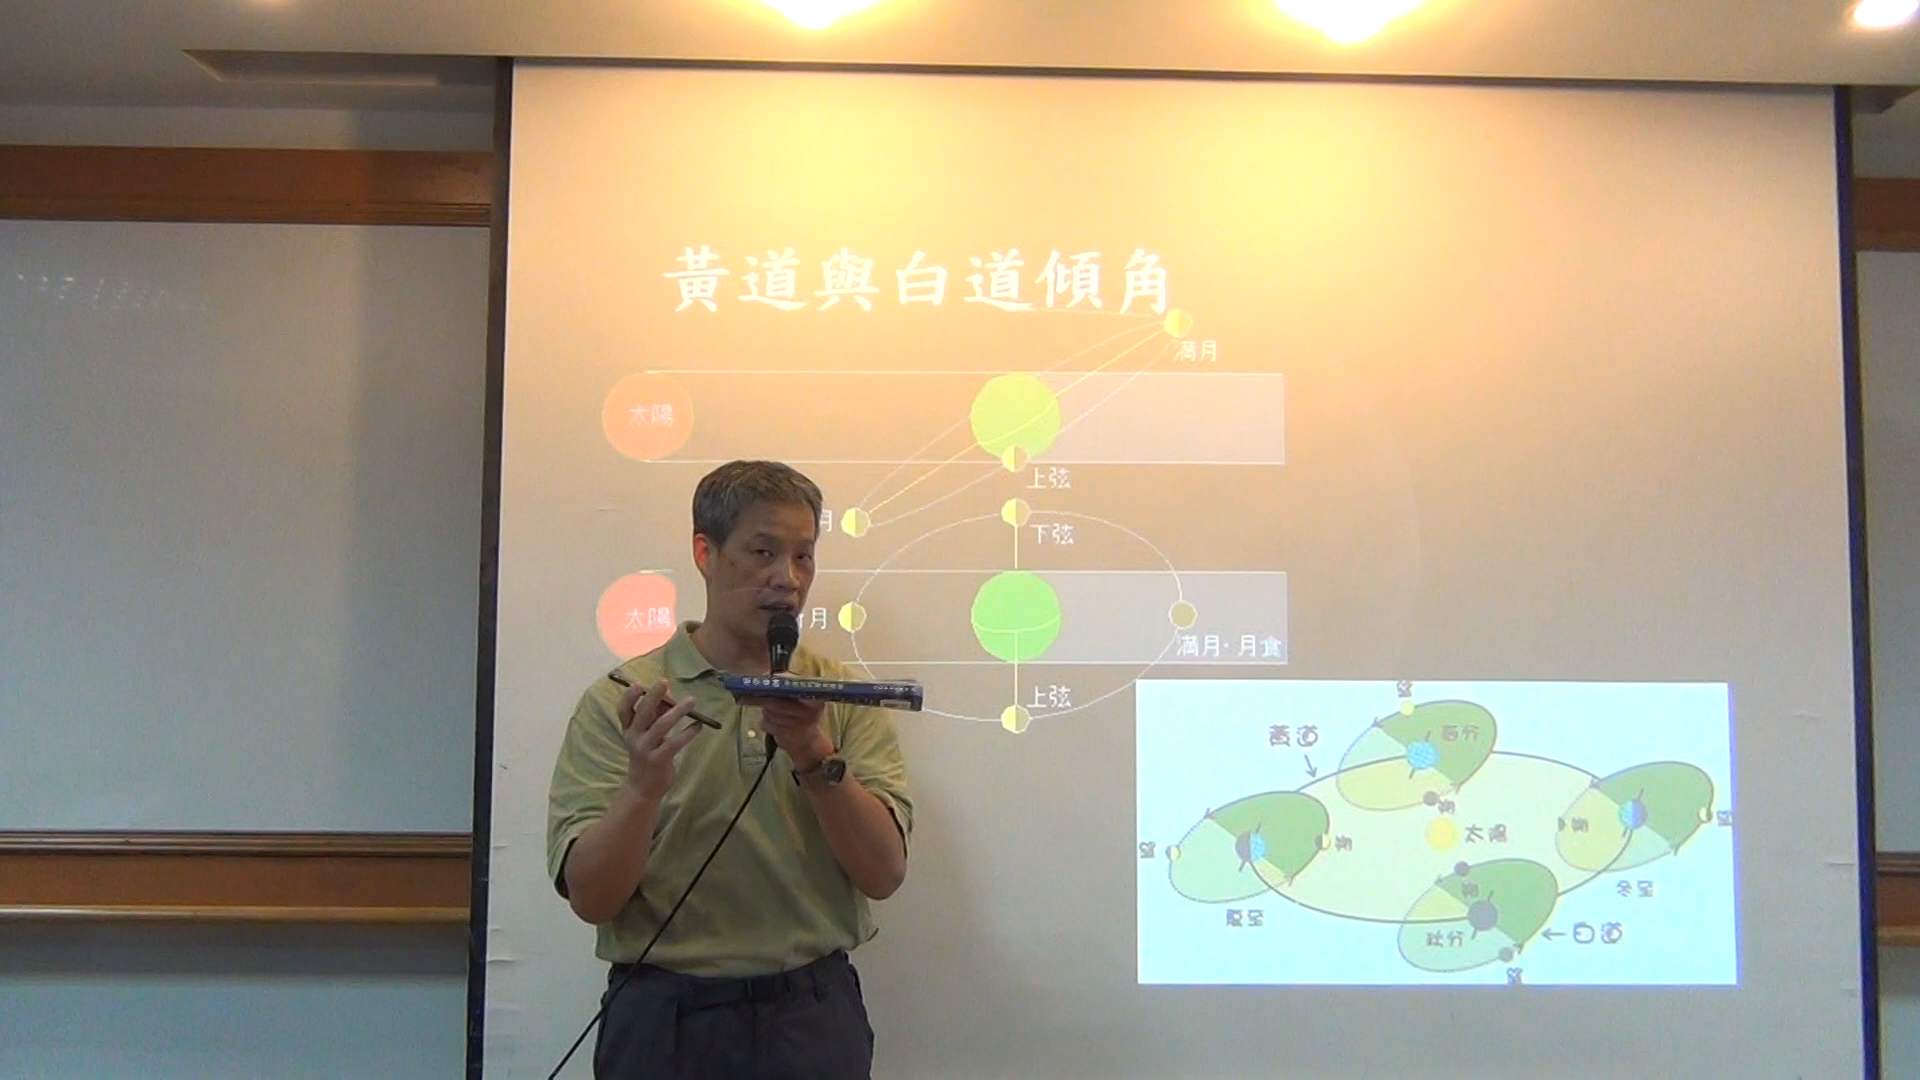 黃道與白道傾角
滿月
太陽
上弦
月
下弦
太陽
月
滿月·月食
上弦
黃道
春分
太陽
夏至
冬至
秋分
←白道